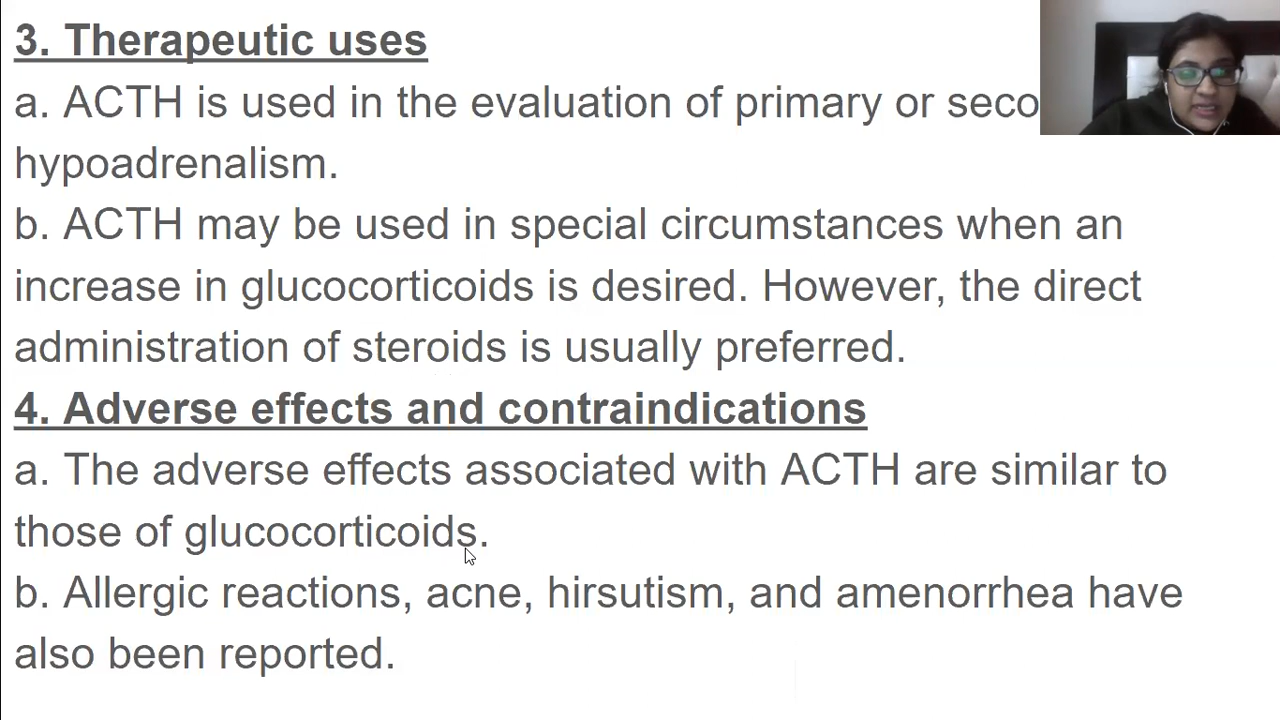 3. Therapeutic uses
a. ACTH is used in the evaluation of primary or seco
hypoadrenalism.
b. ACTH may be used in special circumstances when an
increase in glucocorticoids is desired. However, the direct
administration of steroids is usually preferred.
4. Adverse effects and contraindications
a. The adverse effects associated with ACTH are similar to
those of glucocorticoids.
b. Allergic reactions, acne, hirsutism, and amenorrhea have
also been reported.